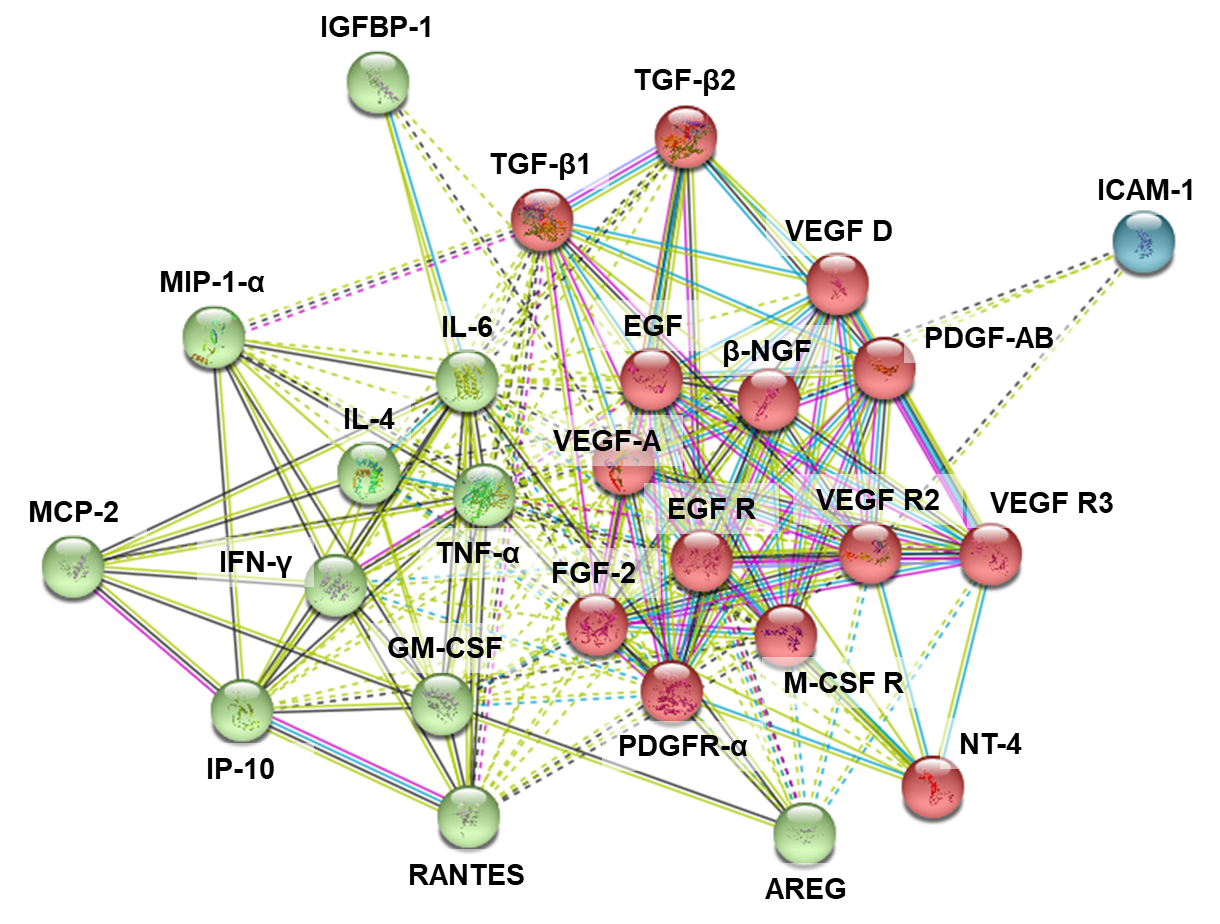 IGFBP-1
TGF-β2
TGF-β1
ICAM-1
VEGF D
MIP-1-α
IL-6
EGF
PDGF-AB
β-NGF
IL-4
VEGF-A
MCP-2
EGF R
VEGF R2
VEGF R3
IFN-γ
TNF-α
FGF-2
GM-CSF
M-CSF R
PDGFR-α
NT-4
IP-10
RANTES
AREG